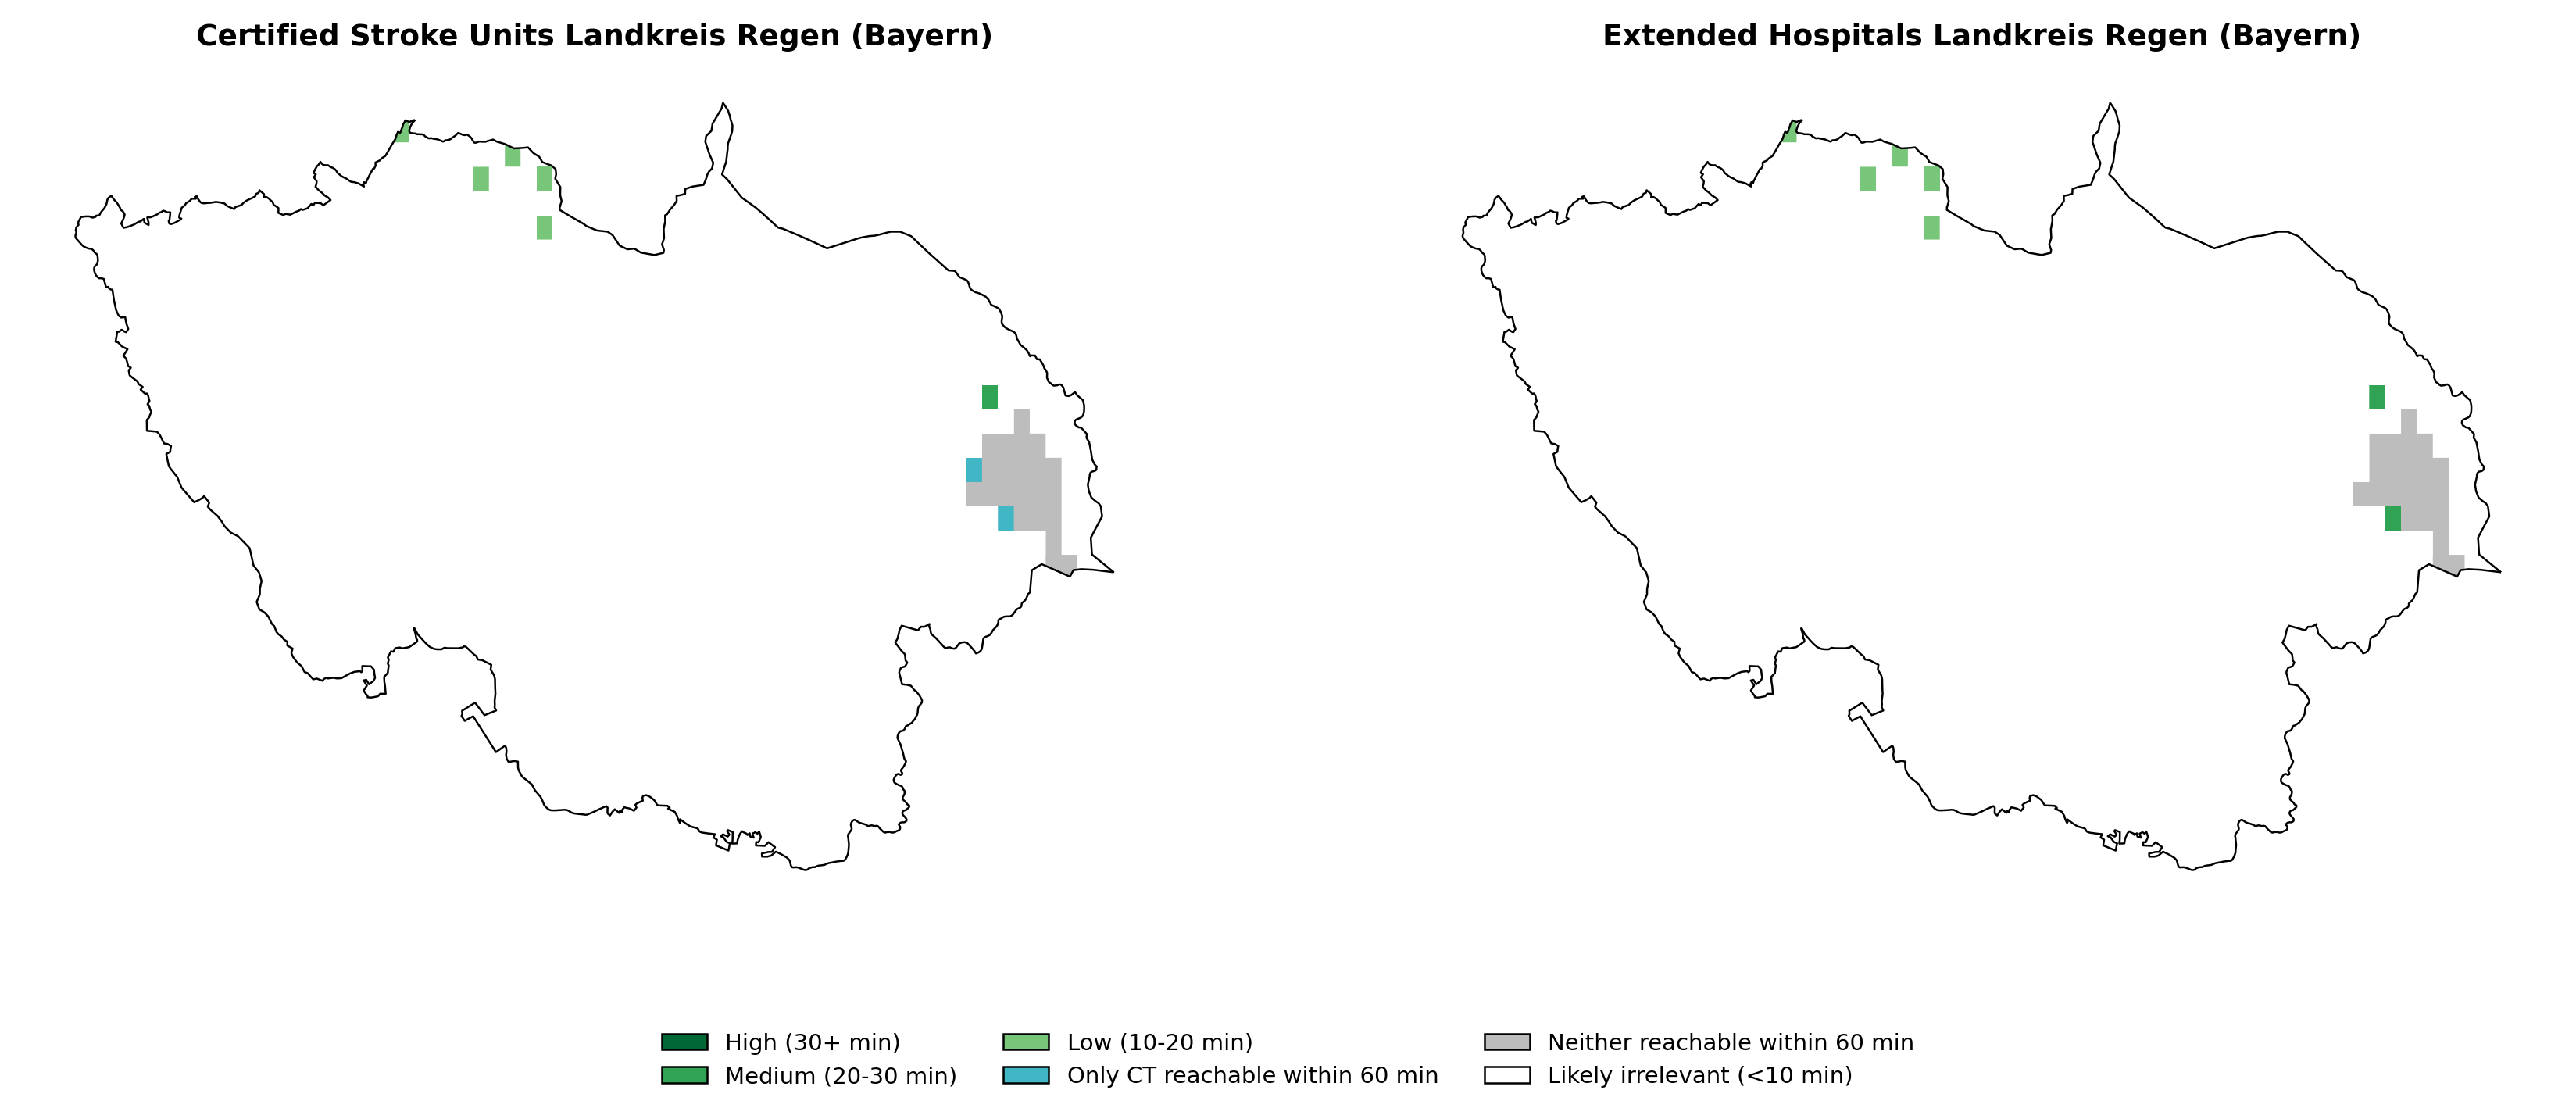 Certified Stroke Units Landkreis Regen (Bayern)
Extended Hospitals Landkreis Regen (Bayern)
High (30+ min)
Medium (20-30 min)
Low (10-20 min)
Only CT reachable within 60 min
Neither reachable within 60 min
Likely irrelevant (<10 min)